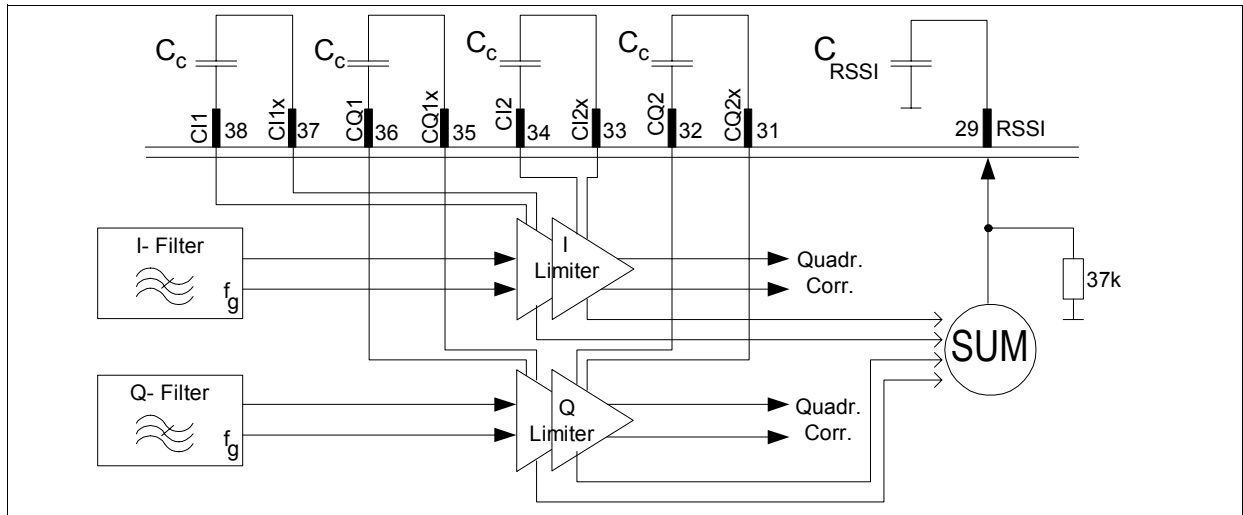 Cc
Cc
Cc
Cc
CRSSI
CI1
38
CI1x
37
CQ1
36
CQ1x
35
CI2
34
CI2x
33
CQ2
32
CQ2x
31
29
RSSI
I- Filter
fg
I
Limiter
Quadr.
Corr.
37k
SUM
Q- Filter
fg
Q
Limiter
Quadr.
Corr.